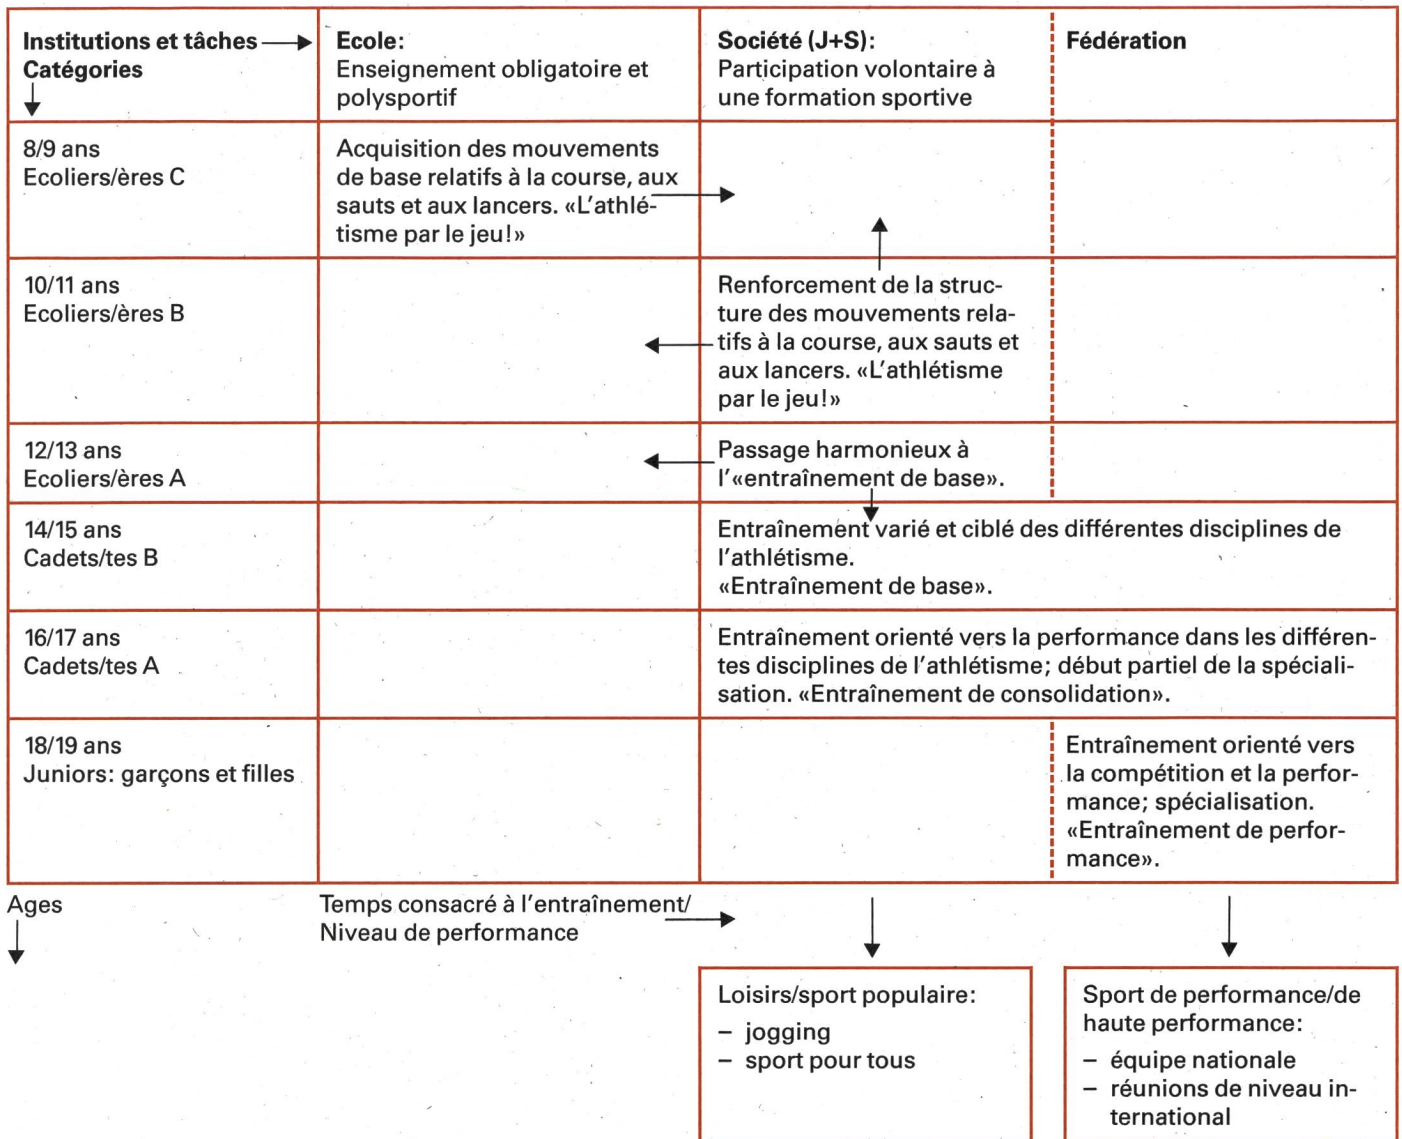 Institutions et tâches
Catégories
Ecole:
Enseignement obligatoire et
polysportif
Société (J+S):
Participation volontaire à
une formation sportive
Fédération
8/9 ans
Ecoliers/ères C
Acquisition des mouvements
de base relatifs à la course, aux
sauts et aux lancers. «L'athlé-
tisme par le jeu!»
10/11 ans
Ecoliers/ères B
Renforcement de la struc-
ture des mouvements rela-
tifs à la course, aux sauts et
aux lancers. «L'athlétisme
par le jeu!»
12/13 ans
Ecoliers/ères A
Passage harmonieux à
l'«entraînement de base».
14/15 ans
Cadets/tes B
Entraînement varié et ciblé des différentes disciplines de
l'athlétisme.
«Entraînement de base».
16/17 ans
Cadets/tes A
Entraînement orienté vers la performance dans les différen-
tes disciplines de l'athlétisme; début partiel de la spéciali-
sation. «Entraînement de consolidation».
18/19 ans
Juniors: garçons et filles
Entraînement orienté vers
la compétition et la perfor-
mance; spécialisation.
«Entraînement de perfor-
mance».
Ages
Temps consacré à l'entraînement/
Niveau de performance
Loisirs/sport populaire:
– jogging
– sport pour tous
Sport de performance/de
haute performance:
– équipe nationale
– réunions de niveau in-
ternational